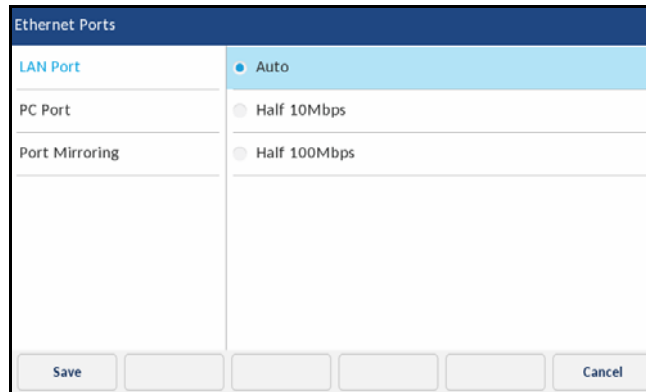 Ethernet Ports
LAN Port
Auto
PC Port
Half 10Mbps
Port Mirroring
Half 100Mbps
Save
Cancel